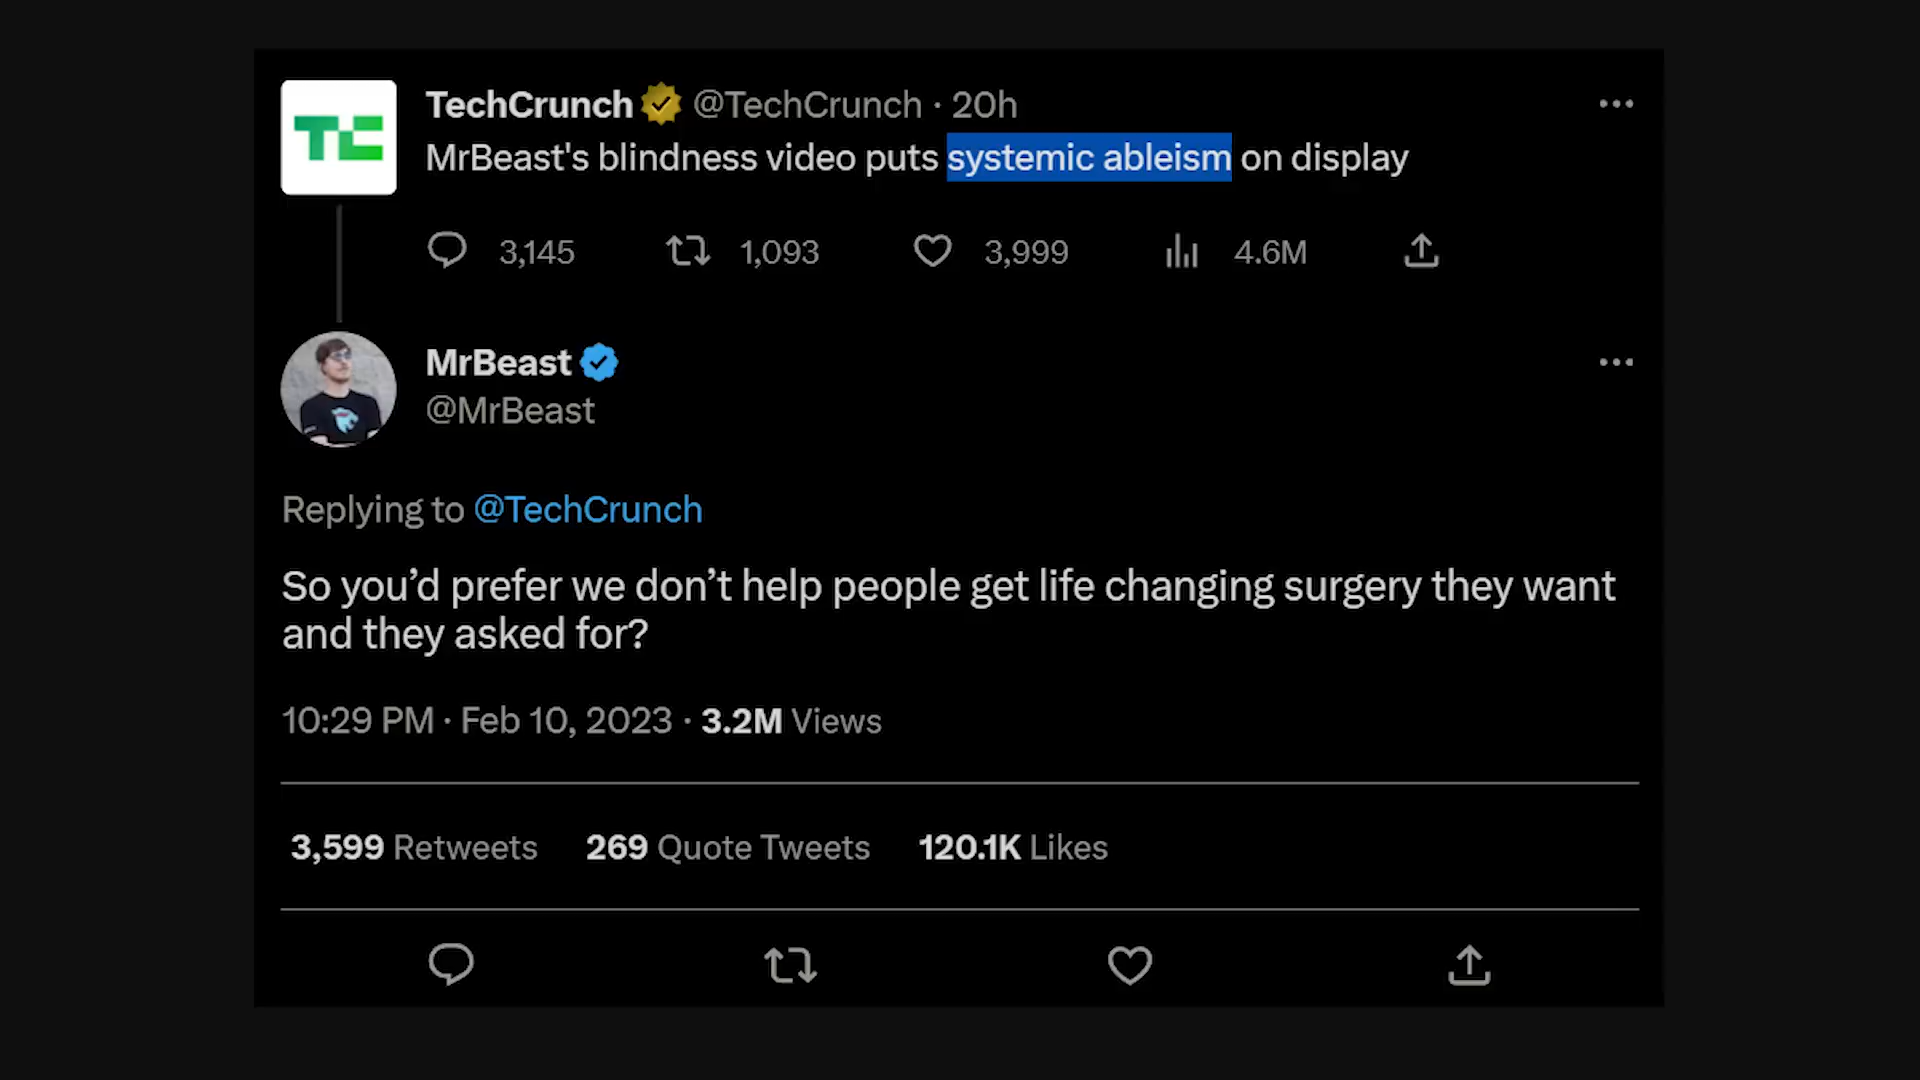 TechCrunch @TechCrunch · 20h
MrBeast's blindness video puts systemic ableism on display
3,145 1,093 3,999 4.6M
MrBeast
@MrBeast
Replying to @TechCrunch
So you’d prefer we don’t help people get life changing surgery they want
and they asked for?
10:29 PM · Feb 10, 2023 · 3.2M Views
3,599 Retweets 269 Quote Tweets 120.1K Likes